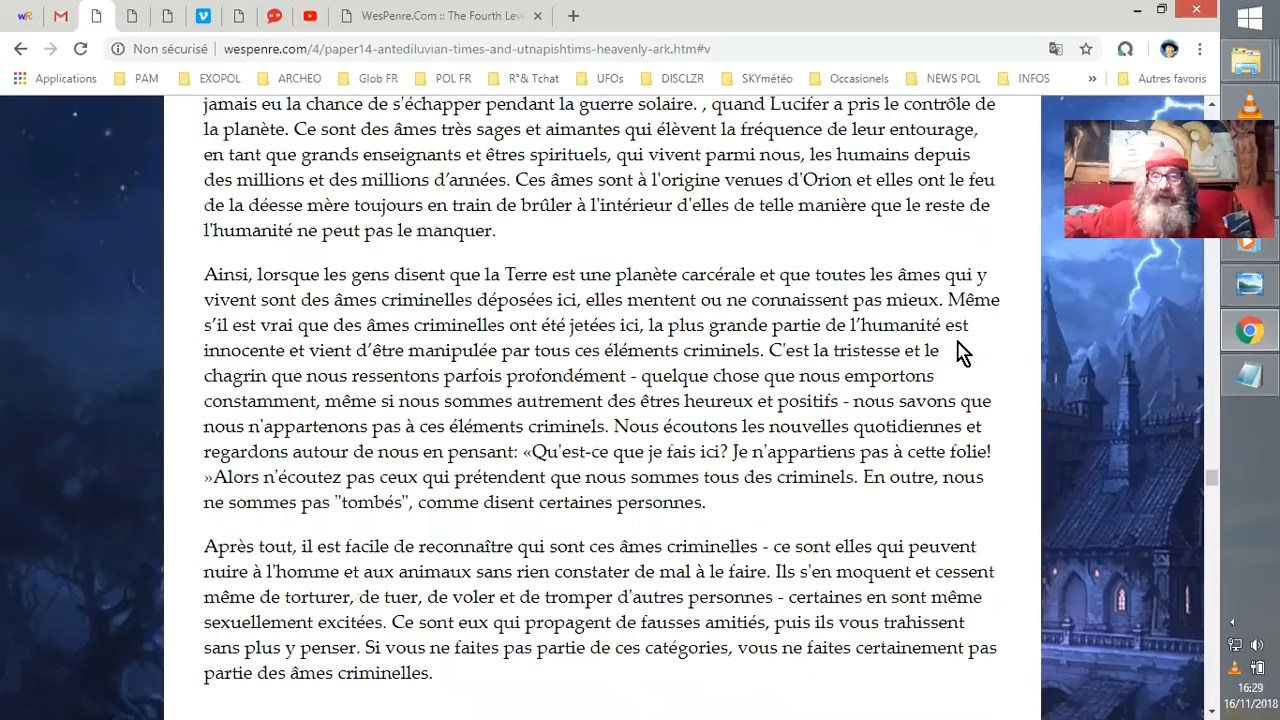 WesPenre.Com :: The Fourth Leve
Non sécurisé
wespenre.com/4/paper14-antediluvian-times-and-utnapishtims-heavenly-ark.htm#v
Applications
PAM
EXOPOL
ARCHEO
Glob FR
POL FR
R°& Tchat
UFOs
DISCLZR
SKYmétéo
Occasionels
NEWS POL
INFOS
Autres favoris
jamais eu la chance de s'échapper pendant la guerre solaire. , quand Lucifer a pris le contrôle de
la planète. Ce sont des âmes très sages et aimantes qui élèvent la fréquence de leur entourage,
en tant que grands enseignants et êtres spirituels, qui vivent parmi nous, les humains depuis
des millions et des millions d'années. Ces âmes sont à l'origine venues d'Orion et elles ont le feu
de la déesse mère toujours en train de brûler à l'intérieur d'elles de telle manière que le reste de
l'humanité ne peut pas le manquer.
Ainsi, lorsque les gens disent que la Terre est une planète carcérale et que toutes les âmes qui y
vivent sont des âmes criminelles déposées ici, elles mentent ou ne connaissent pas mieux. Même
s'il est vrai que des âmes criminelles ont été jetées ici, la plus grande partie de l'humanité est
innocente et vient d'être manipulée par tous ces éléments criminels. C'est la tristesse et le
chagrin que nous ressentons parfois profondément - quelque chose que nous emportons
constamment, même si nous sommes autrement des êtres heureux et positifs - nous savons que
nous n'appartenons pas à ces éléments criminels. Nous écoutons les nouvelles quotidiennes et
regardons autour de nous en pensant: «Qu'est-ce que je fais ici? Je n'appartiens pas à cette folie!
»Alors n'écoutez pas ceux qui prétendent que nous sommes tous des criminels. En outre, nous
ne sommes pas "tombés", comme disent certaines personnes.
Après tout, il est facile de reconnaître qui sont ces âmes criminelles - ce sont elles qui peuvent
nuire à l'homme et aux animaux sans rien constater de mal à le faire. Ils s'en moquent et cessent
même de torturer, de tuer, de voler et de tromper d'autres personnes - certaines en sont même
sexuellement excitées. Ce sont eux qui propagent de fausses amitiés, puis ils vous trahissent
sans plus y penser. Si vous ne faites pas partie de ces catégories, vous ne faites certainement pas
partie des âmes criminelles.
16:29
16/11/2018